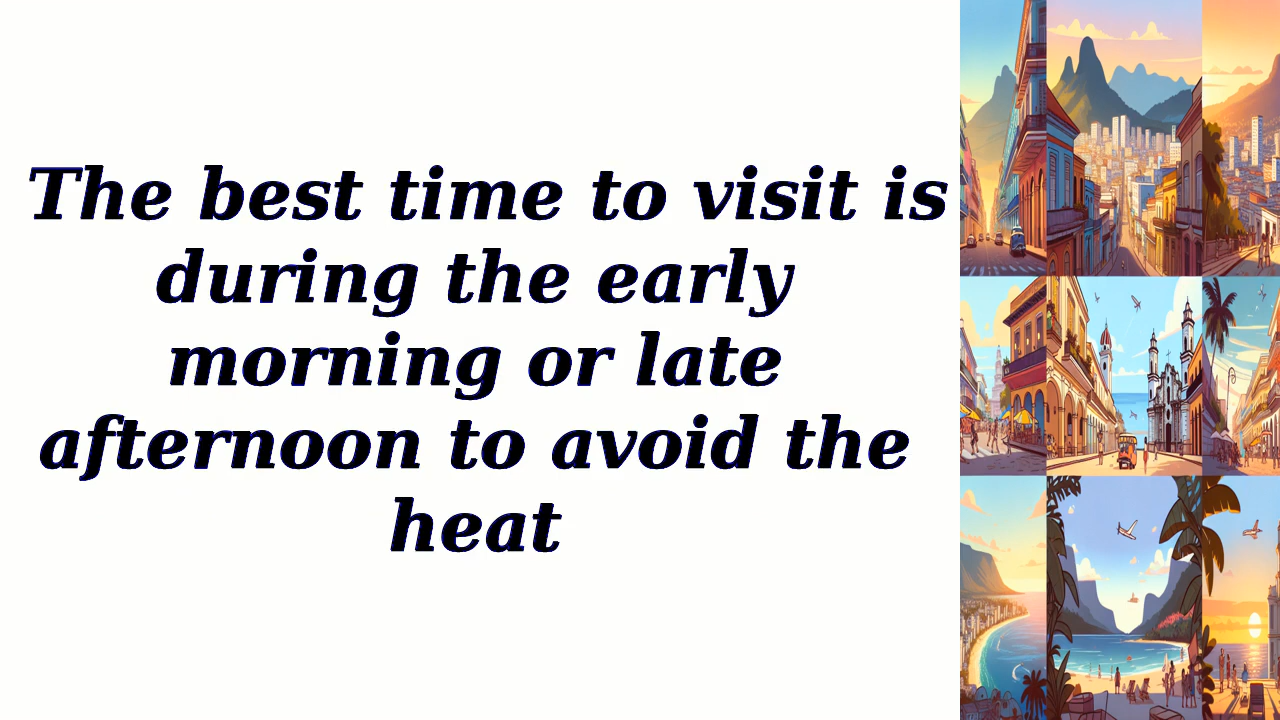 The best time to visit is
during the early
morning or late
afternoon to avoid the
heat